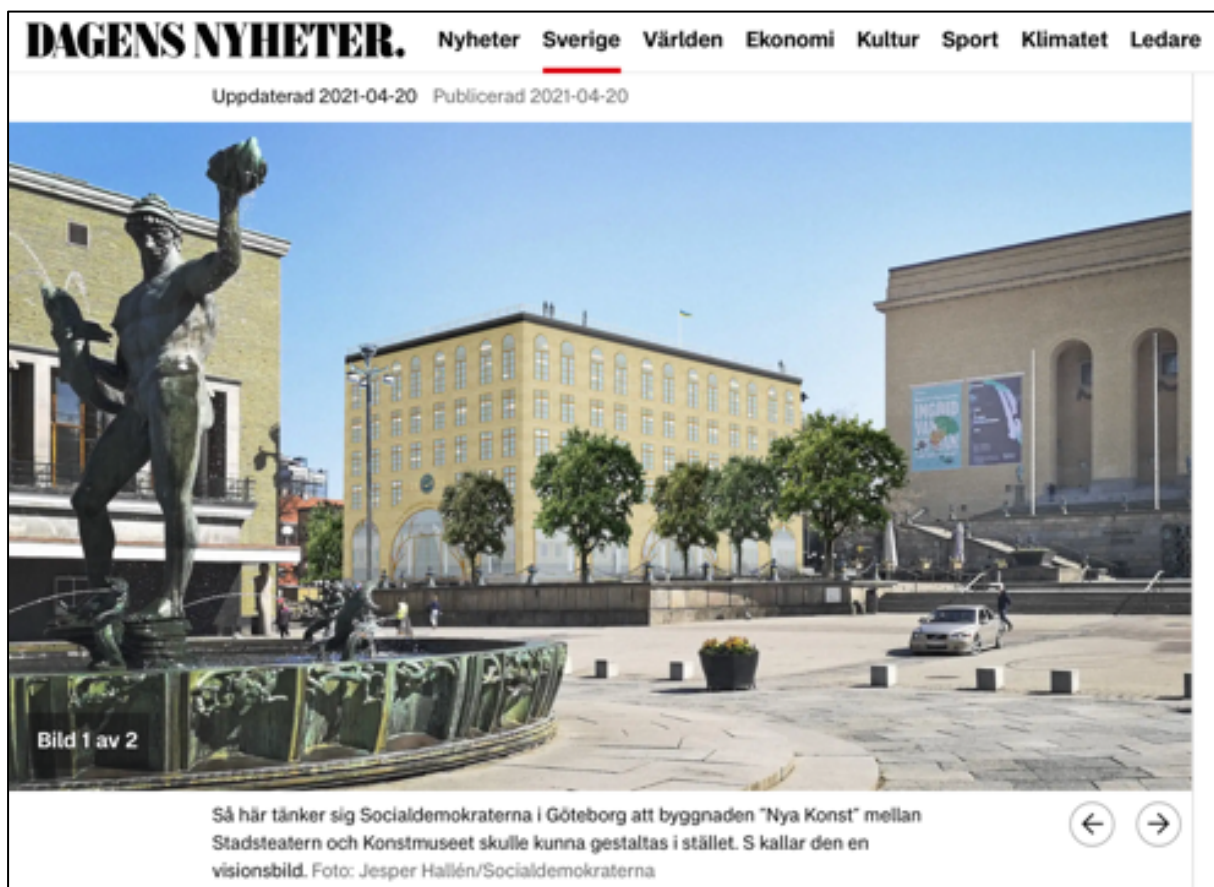 DAGENS NYHETER.
Nyheter Sverige Världen Ekonomi Kultur Sport Klimatet Ledare
Uppdaterad 2021-04-20 Publicerad 2021-04-20
INGRID
Bild 1 av 2
Så här tänker sig Socialdemokraterna i Göteborg att byggnaden ”Nya Konst” mellan
Stadsteatern och Konstmuseet skulle kunna gestaltas i stället. S kallar den en
visionsbild. Foto: Jesper Hallén/Socialdemokraterna